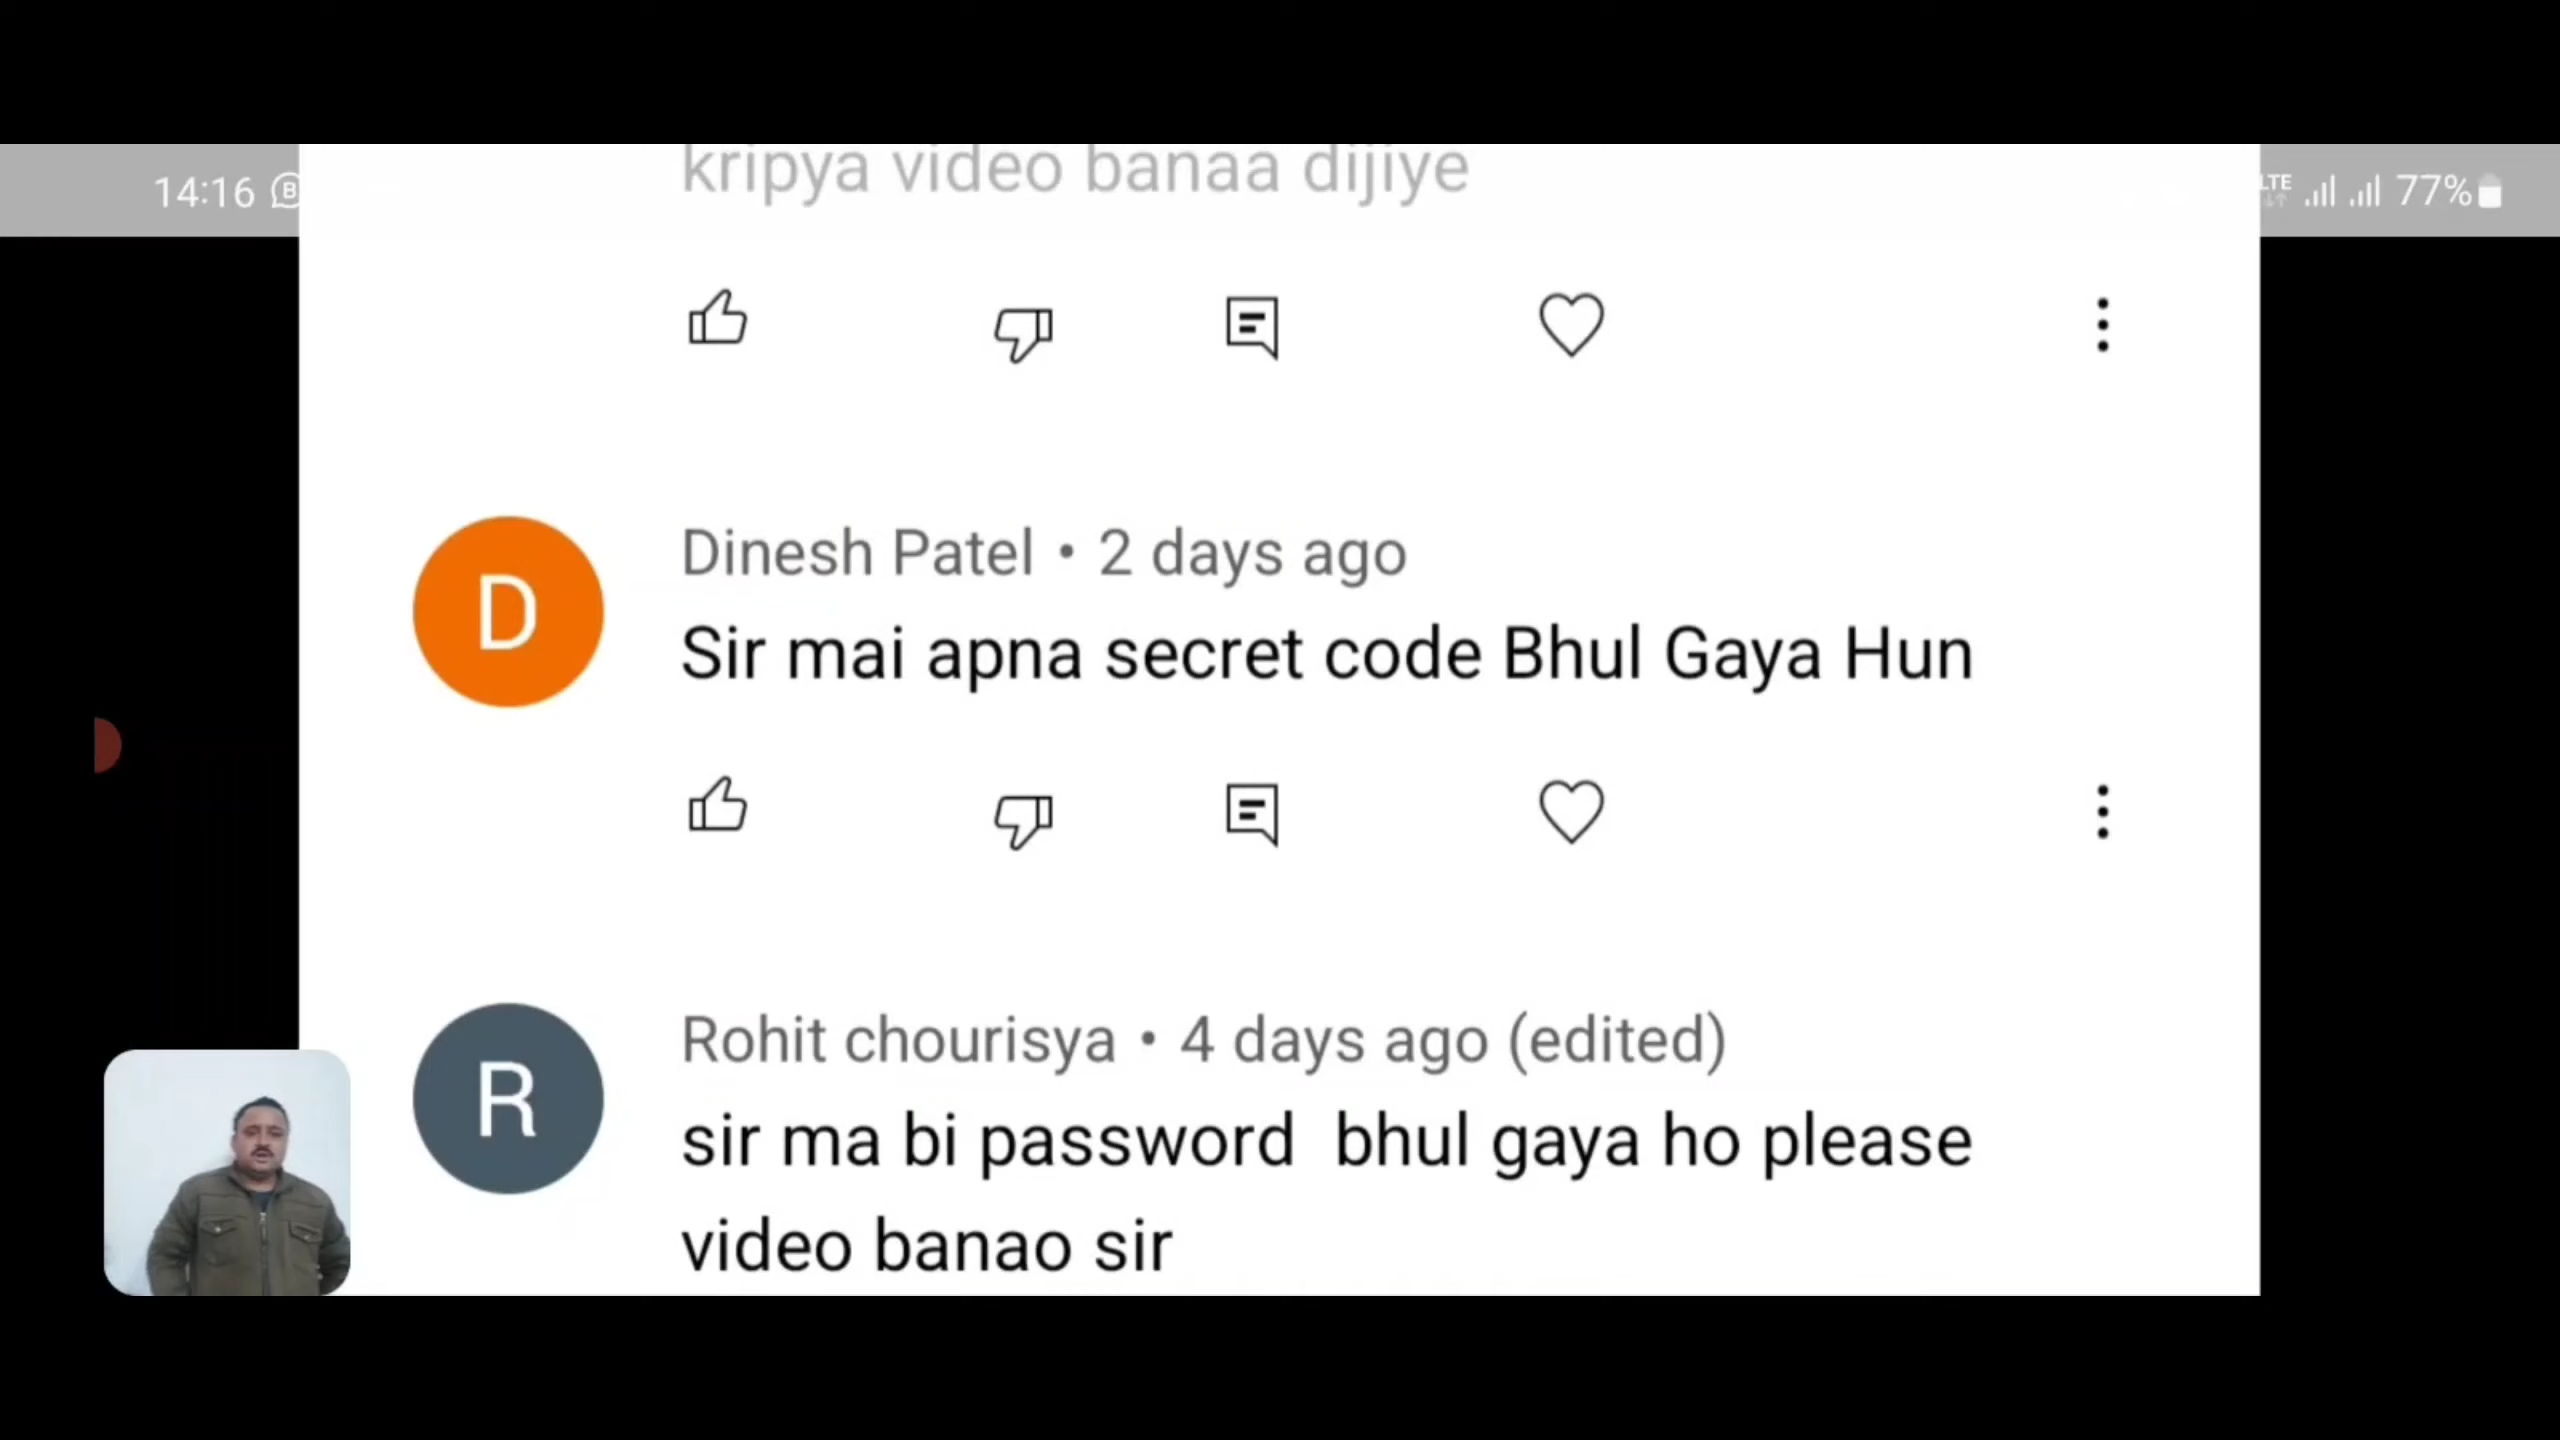 14:16
LTE 77%
kripya video banaa dijiye
D
Dinesh Patel • 2 days ago
Sir mai apna secret code Bhul Gaya Hun
R
Rohit chourisya • 4 days ago (edited)
sir ma bi password bhul gaya ho please
video banao sir